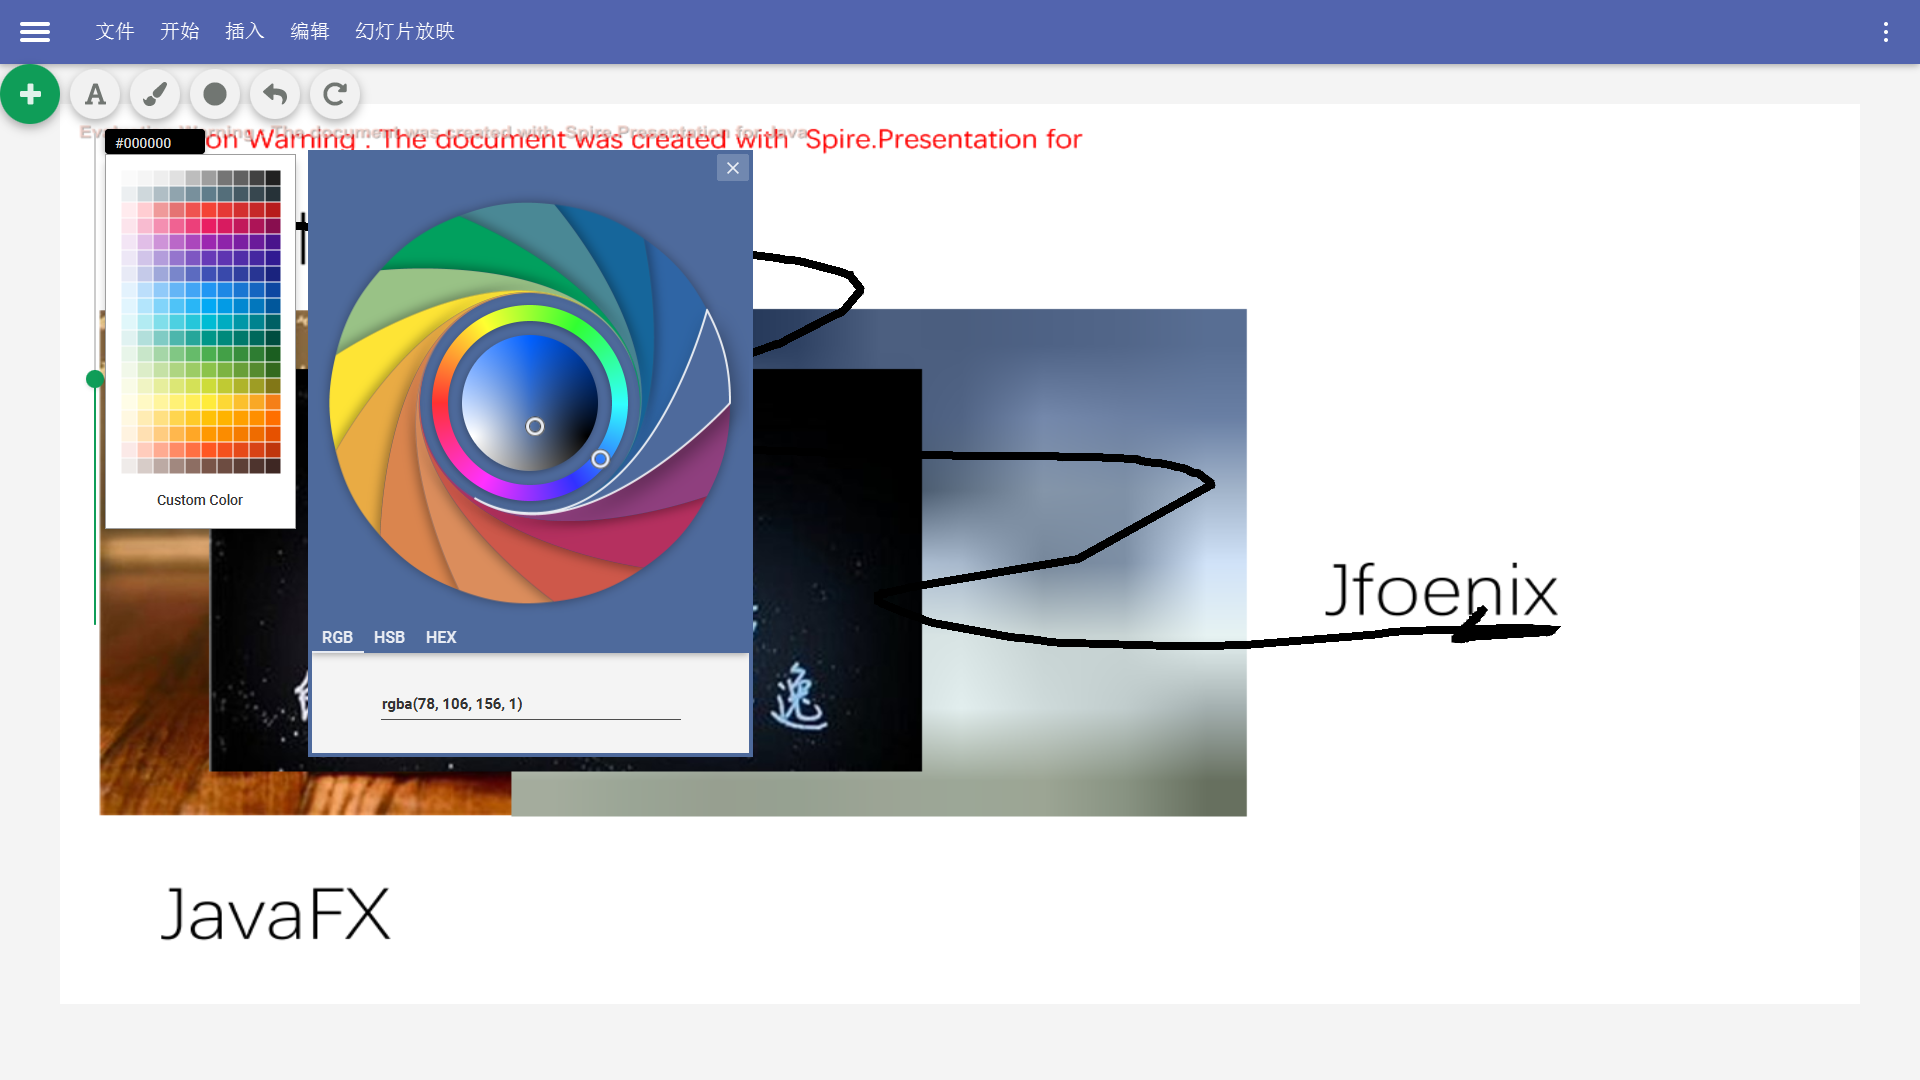 文件 开始 插入 编辑 幻灯片放映
A
Evaluation Warning : The document was created with Spire.Presentation for Java
on Warning : The document was created with Spire.Presentation for
#000000
Custom Color
RGB HSB HEX
rgba(78, 106, 156, 1)
逸
Jfoenix
JavaFX